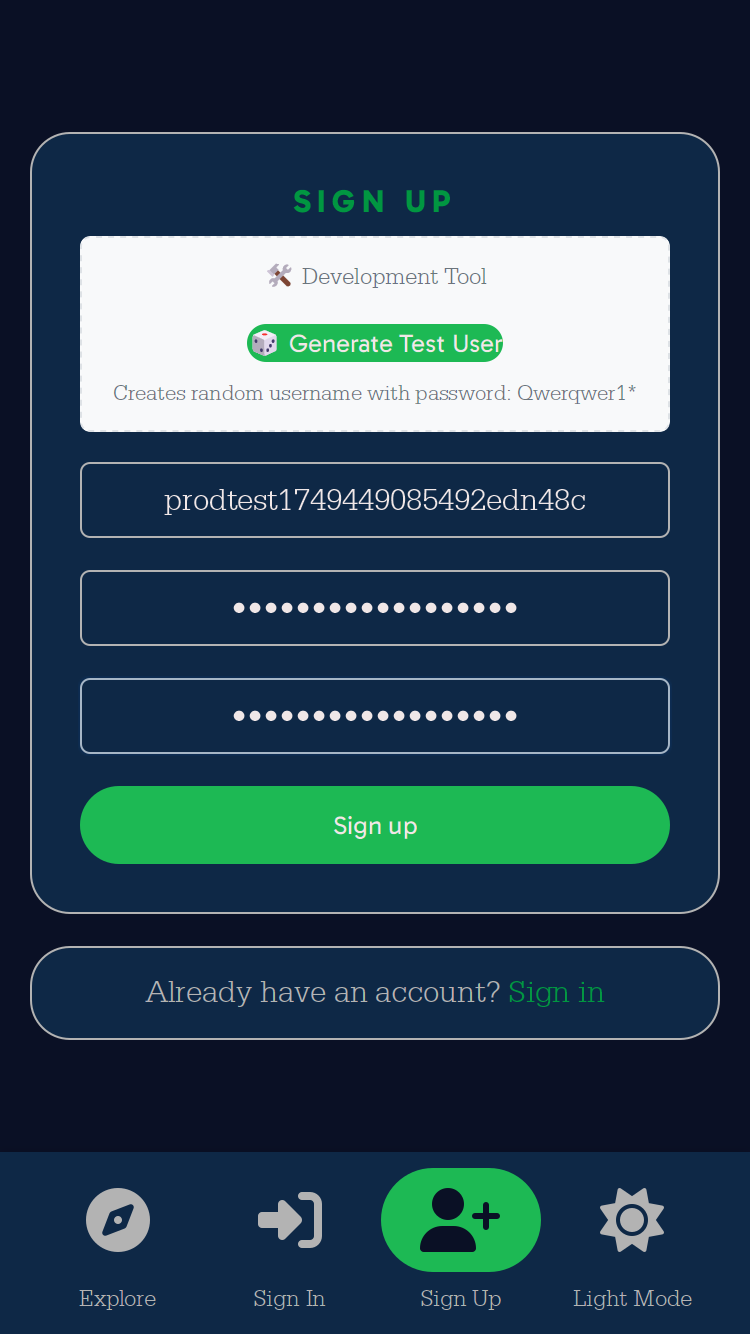 SIGN UP
🛠️ Development Tool
🎲 Generate Test User
Creates random username with password: Qwerqwer1*
prodtest1749449085492edn48c
••••••••••••••••••
••••••••••••••••••
Sign up
Already have an account? Sign in
Explore
Sign In
Sign Up
Light Mode